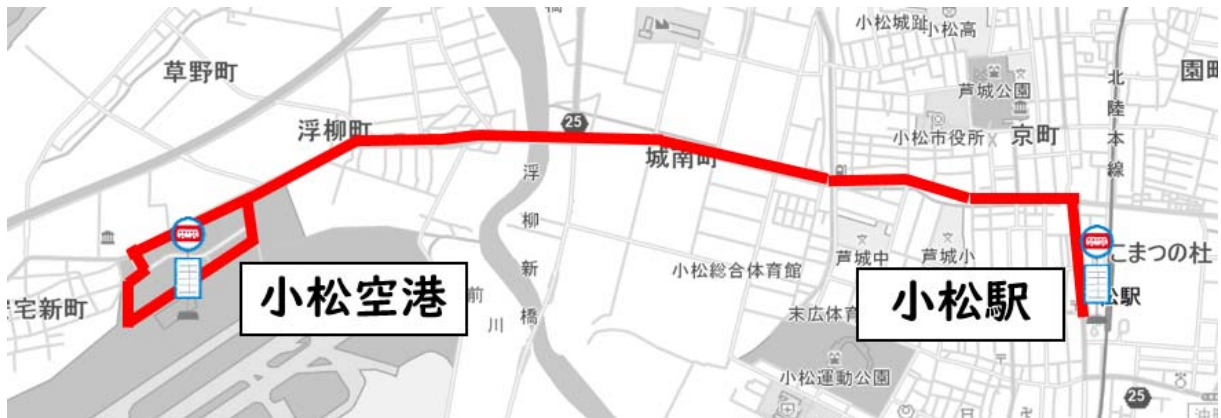 小松城趾
小松高
草野町
芦城公園
園町
北陸本線
浮柳町
25
小松市役所
京町
城南町
浮柳新橋
小松総合体育館
芦城中
芦城小
こまつの杜
小松空港
小松駅
宅新町
前川
末広体育
松駅
小松運動公園
25